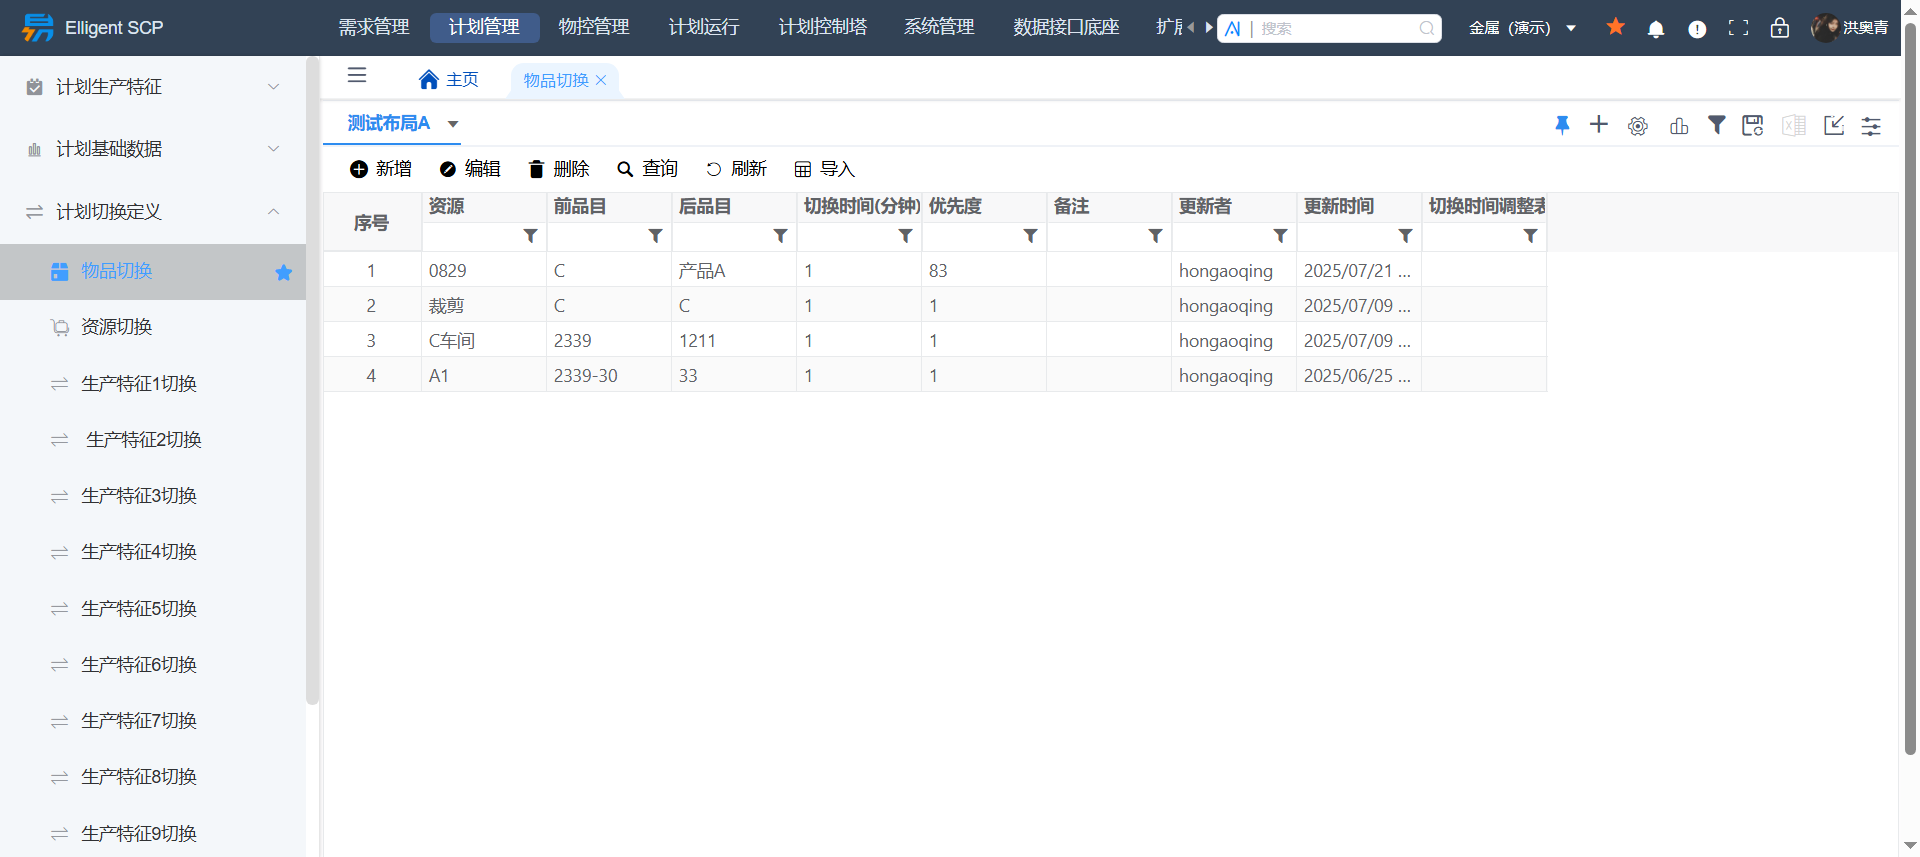 Elligent SCP
需求管理 计划管理 物控管理 计划运行 计划控制塔 系统管理 数据接口底座
搜索
金属（演示）
洪奥青
计划生产特征
计划基础数据
计划切换定义
物品切换
资源切换
生产特征1切换
生产特征2切换
生产特征3切换
生产特征4切换
生产特征5切换
生产特征6切换
生产特征7切换
生产特征8切换
生产特征9切换
主页 物品切换
测试布局A
新增 编辑 删除 查询 刷新 导入
序号 资源 前品目 后品目 切换时间(分钟) 优先度 备注 更新者 更新时间 切换时间调整表
1 0829 C 产品A 1 83 hongaoqing 2025/07/21 ...
2 裁剪 C C 1 1 hongaoqing 2025/07/09 ...
3 C车间 2339 1211 1 1 hongaoqing 2025/07/09 ...
4 A1 2339-30 33 1 1 hongaoqing 2025/06/25 ...